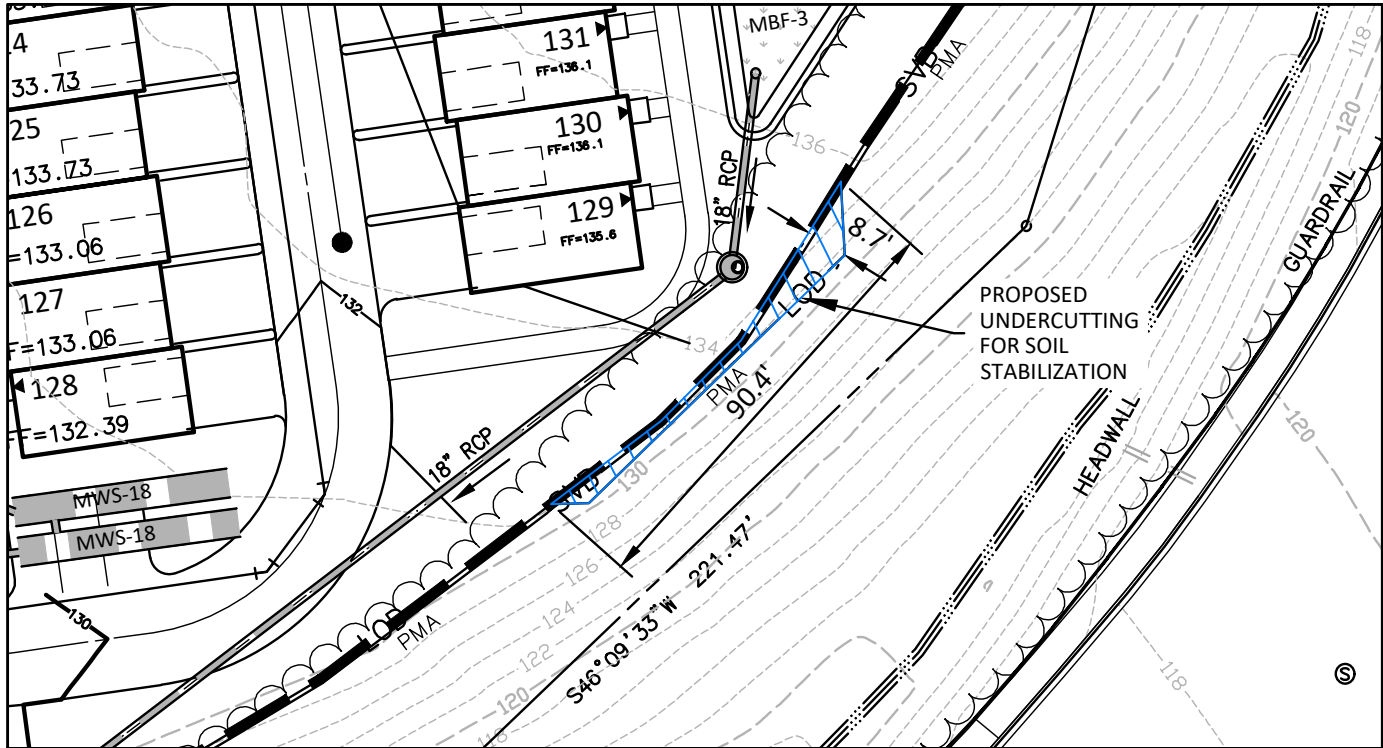 131
FF=136.1
130
FF=136.1
129
FF=135.6
33.73
25
133.73
126
=133.06
127
F=133.06
128
FF=132.39
MWS-18
MWS-18
130
132
134
136
MBF-3
18" RCP
18" RCP
SVD
PMA
LOD
8.7'
90.4'
PMA
SVD
LOD
PMA
PROPOSED
UNDERCUTTING
FOR SOIL
STABILIZATION
S46°09'33"W 221.47'
130
128
126
124
122
120
118
HEADWALL
GUARDRAIL
118
120
120
118
S